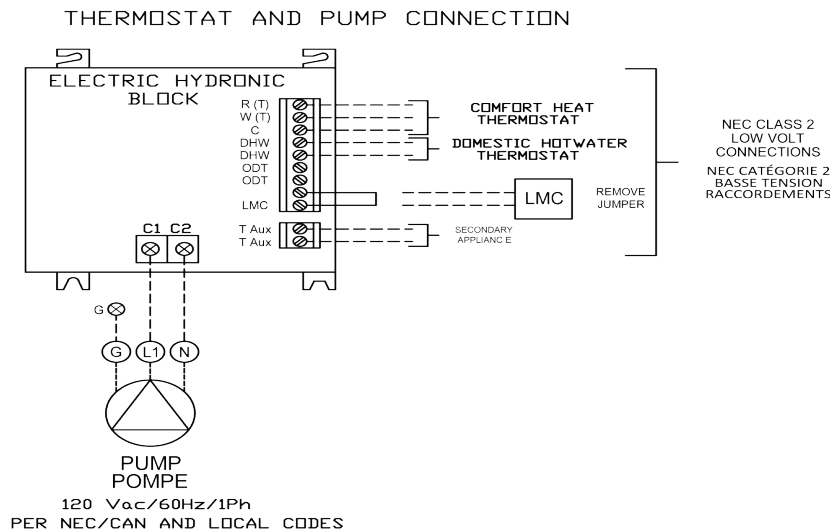 THERMOSTAT AND PUMP CONNECTION
ELECTRIC HYDRONIC
BLOCK
R (T)
W (T)
C
DHW
DHW
ODT
ODT
LMC
T Aux
T Aux
C1 C2
COMFORT HEAT
THERMOSTAT
DOMESTIC HOTWATER
THERMOSTAT
LMC
REMOVE
JUMPER
SECONDARY
APPLIANC E
NEC CLASS 2
LOW VOLT
CONNECTIONS
NEC CATÉGORIE 2
BASSE TENSION
RACCORDEMENTS
G
G
L1
N
PUMP
POMPE
120 Vac/60Hz/1Ph
PER NEC/CAN AND LOCAL CODES